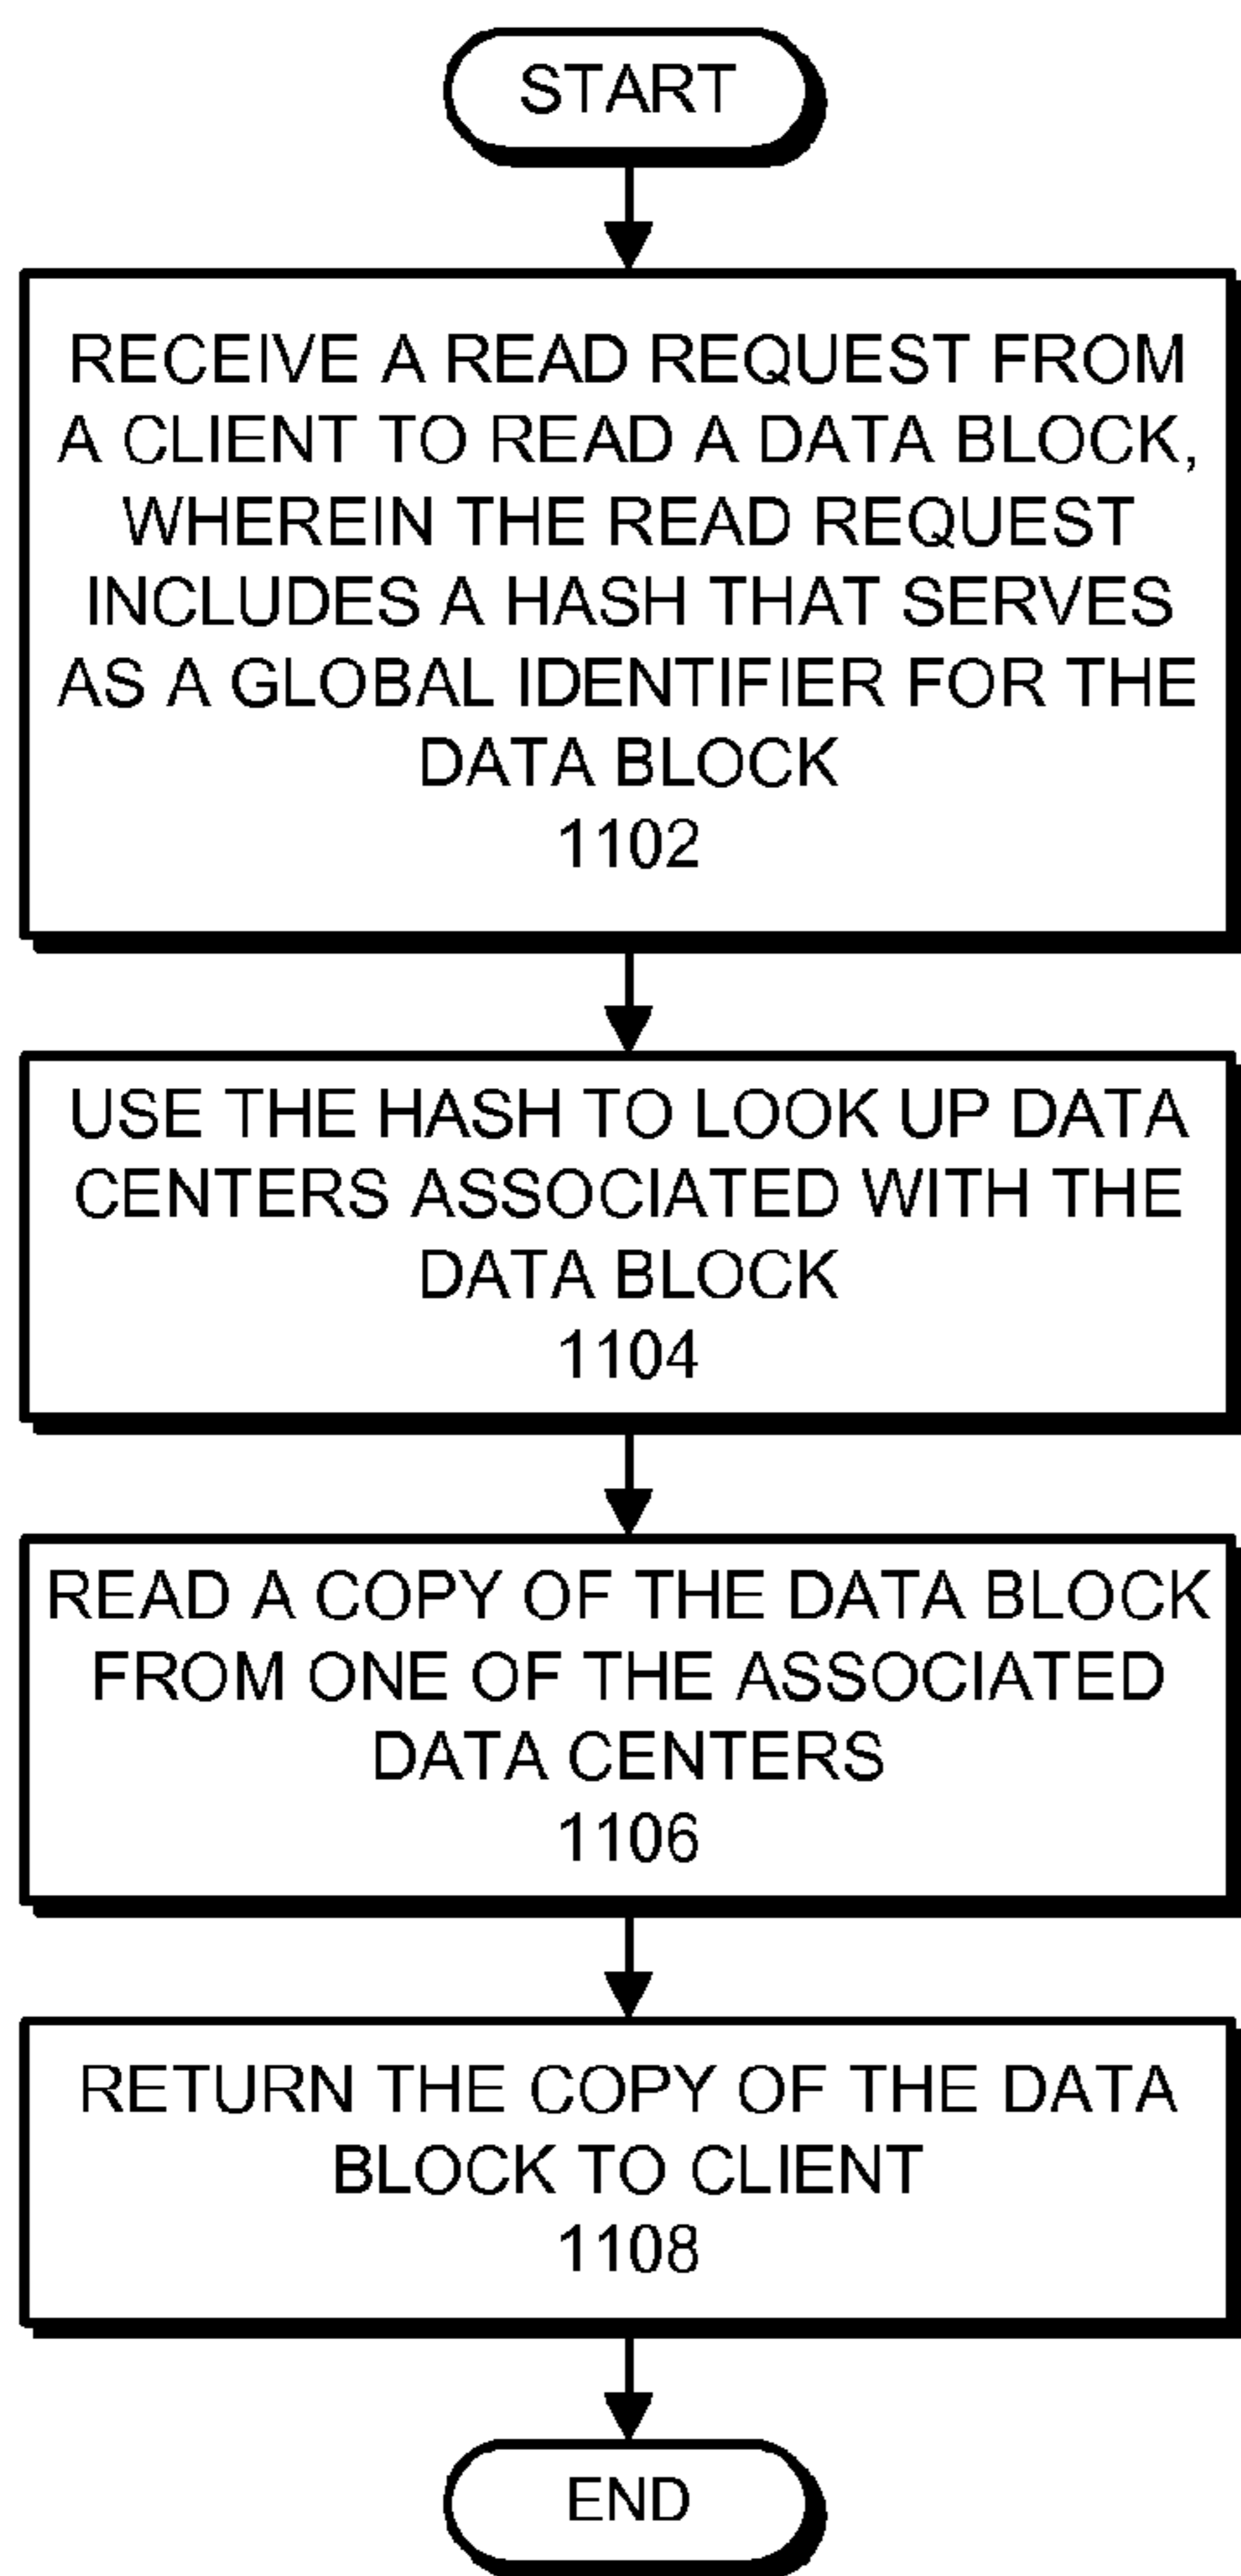 START
RECEIVE A READ REQUEST FROM
A CLIENT TO READ A DATA BLOCK,
WHEREIN THE READ REQUEST
INCLUDES A HASH THAT SERVES
AS A GLOBAL IDENTIFIER FOR THE
DATA BLOCK
1102
USE THE HASH TO LOOK UP DATA
CENTERS ASSOCIATED WITH THE
DATA BLOCK
1104
READ A COPY OF THE DATA BLOCK
FROM ONE OF THE ASSOCIATED
DATA CENTERS
1106
RETURN THE COPY OF THE DATA
BLOCK TO CLIENT
1108
END